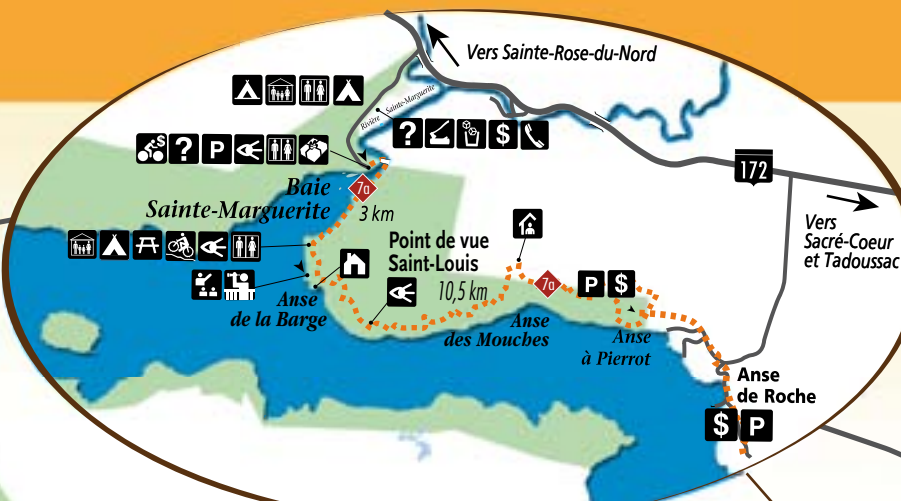 Vers Sainte-Rose-du-Nord
Rivière Sainte-Marguerite
? $
$ ? P
172
Baie
Sainte-Marguerite
7a
3 km
Vers
Sacré-Coeur
et Tadoussac
Point de vue
Saint-Louis
10,5 km
7a
P $
Anse
de la Barge
Anse
des Mouches
Anse
à Pierrot
Anse
de Roche
$ P